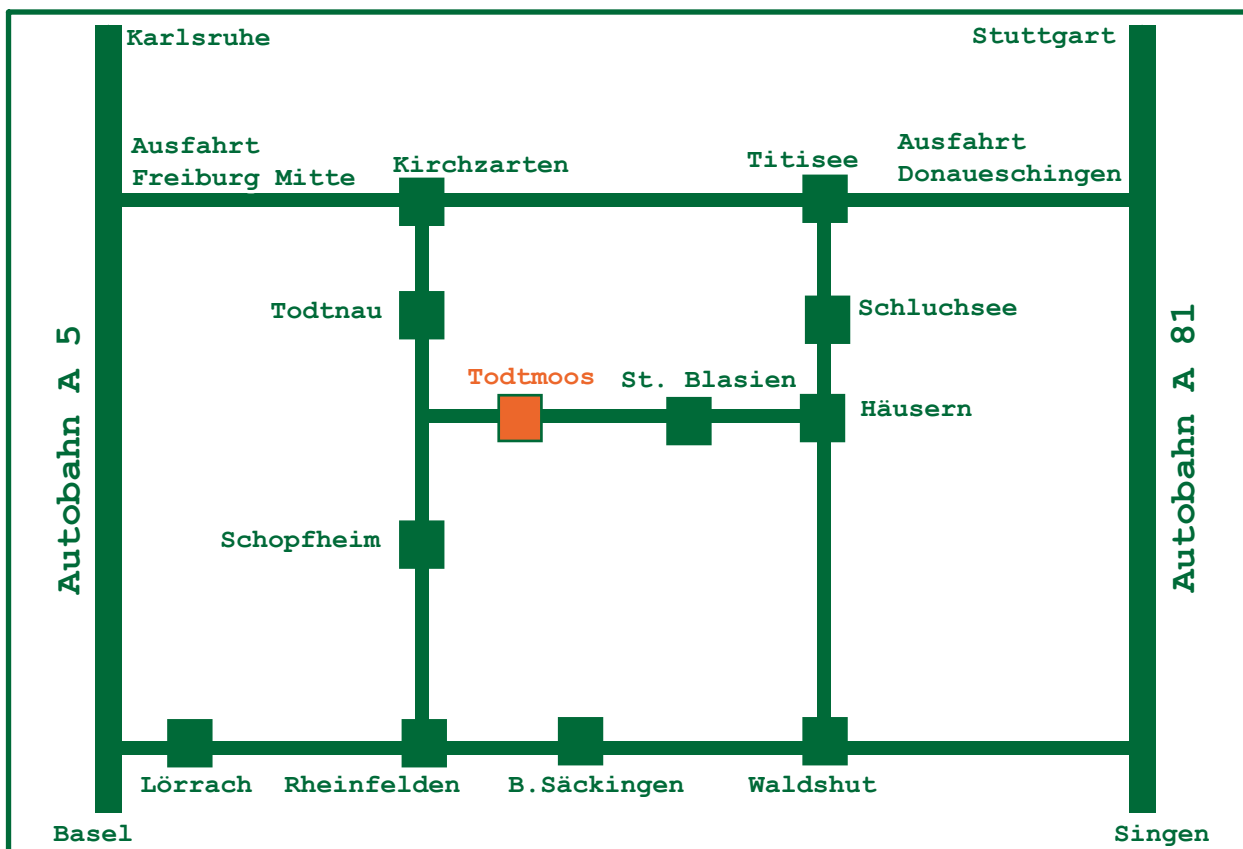 Karlsruhe
Stuttgart
Ausfahrt
Freiburg Mitte
Kirchzarten
Titisee
Ausfahrt
Donaueschingen
Autobahn A 5
Todtnau
Schluchsee
Autobahn A 81
Todtmoos
St. Blasien
Häusern
Schopfheim
Lörrach
Rheinfelden
B.Säckingen
Waldshut
Basel
Singen